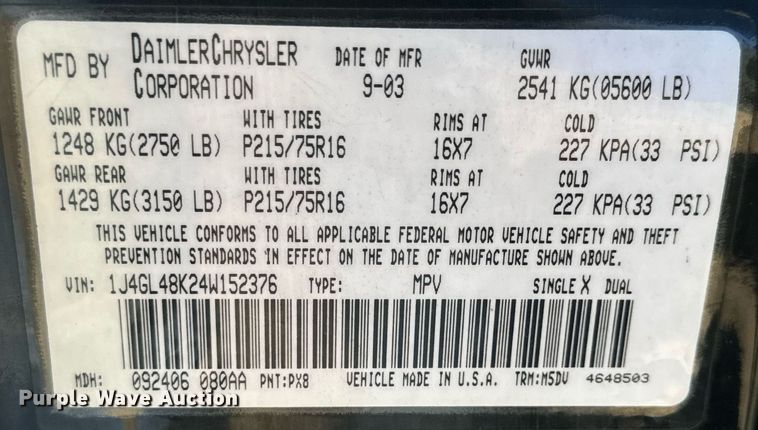 MFD BY DAIMLERCHRYSLER CORPORATION DATE OF MFR 9-03 GVWR 2541 KG(05600 LB)
GAWR FRONT WITH TIRES RIMS AT COLD
1248 KG(2750 LB) P215/75R16 16X7 227 KPA(33 PSI)
GAWR REAR WITH TIRES RIMS AT COLD
1429 KG(3150 LB) P215/75R16 16X7 227 KPA(33 PSI)
THIS VEHICLE CONFORMS TO ALL APPLICABLE FEDERAL MOTOR VEHICLE SAFETY AND THEFT
PREVENTION STANDARDS IN EFFECT ON THE DATE OF MANUFACTURE SHOWN ABOVE.
VIN: 1J4GL48K24W152376 TYPE: MPV SINGLE X DUAL
MDH: 092406 080AA PNT:PX8 VEHICLE MADE IN U.S.A. TRM:M5DV 4648503
Purple Wave Auction